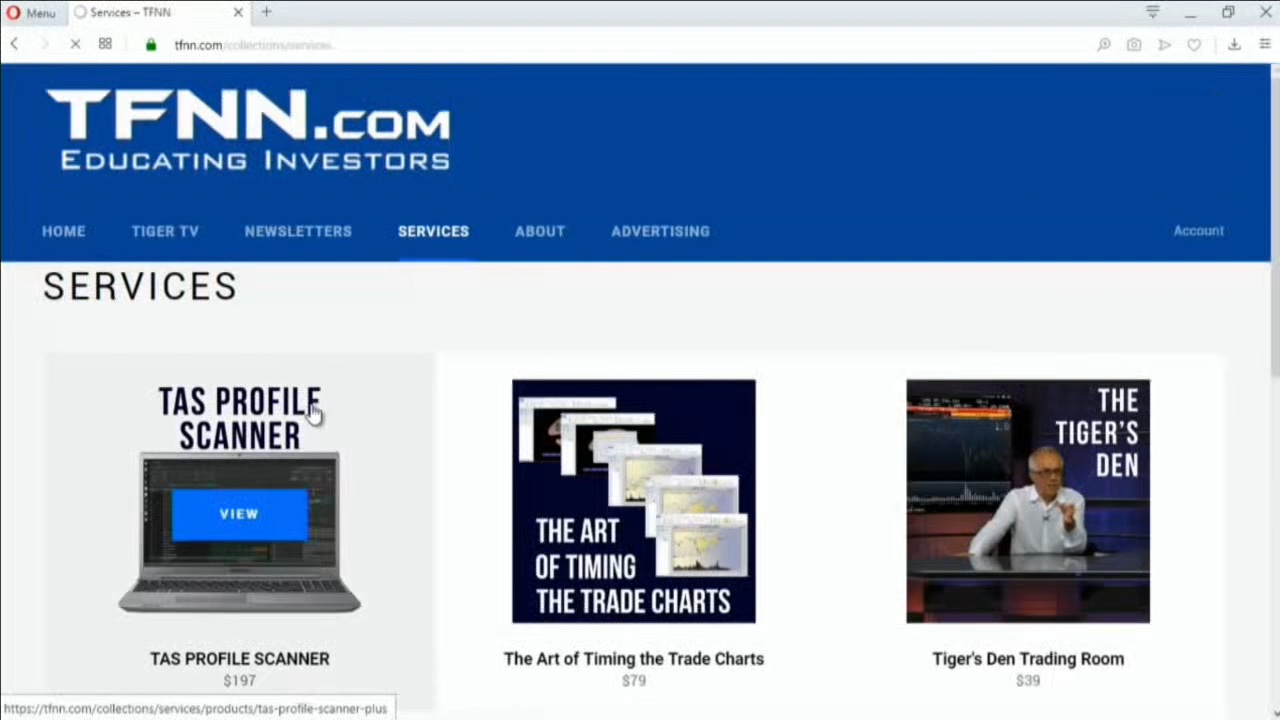 Menu
Services – TFNN
tfnn.com/collections/services
TFNN.COM
EDUCATING INVESTORS
HOME
TIGER TV
NEWSLETTERS
SERVICES
ABOUT
ADVERTISING
Account
SERVICES
TAS PROFILE
SCANNER
VIEW
TAS PROFILE SCANNER
$197
THE ART
OF TIMING
THE TRADE CHARTS
The Art of Timing the Trade Charts
$79
THE
TIGER'S
DEN
Tiger's Den Trading Room
$39
https://tfnn.com/collections/services/products/tas-profile-scanner-plus